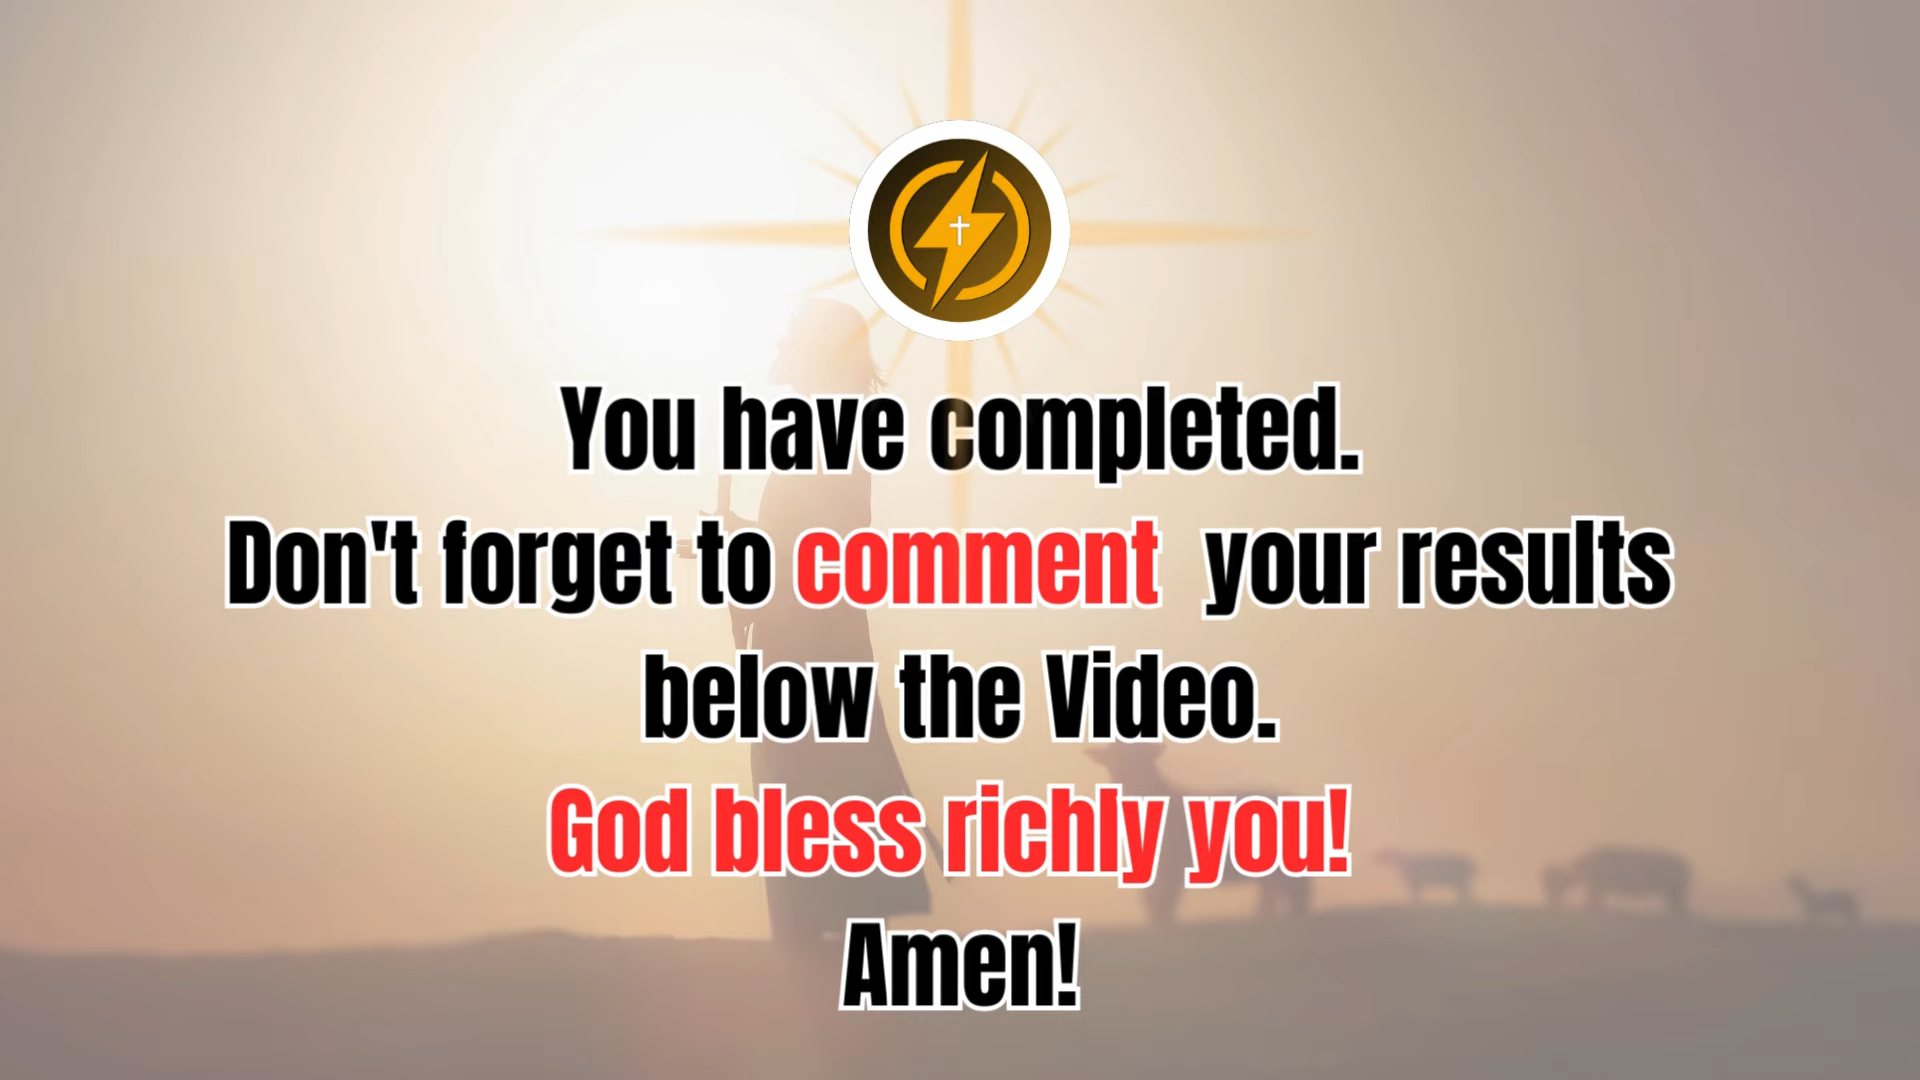 You have completed.
Don't forget to comment your results
below the Video.
God bless richly you!
Amen!